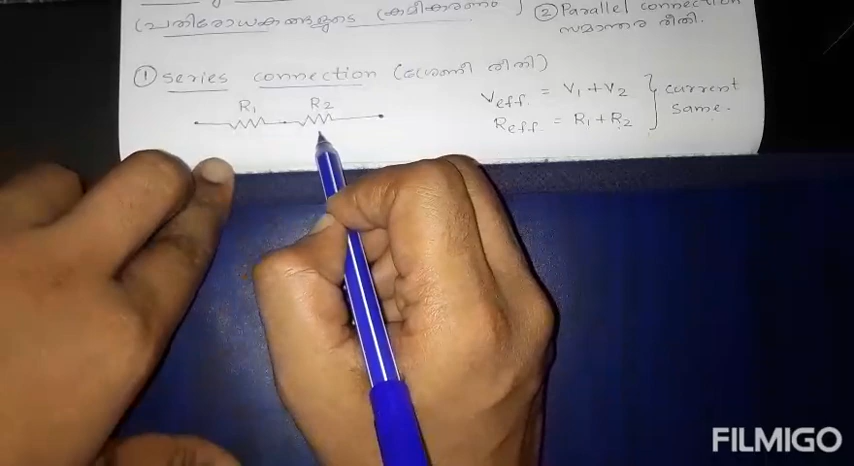 (പ്രതിരോധകങ്ങളുടെ ക്രമീകരണം)
② Parallel connection
സമാന്തര രീതി.
① Series connection (ശ്രേണീ രീതി)
R₁ R₂
Veff. = V₁ + V₂
Reff. = R₁ + R₂
} current same.
FILMIGO